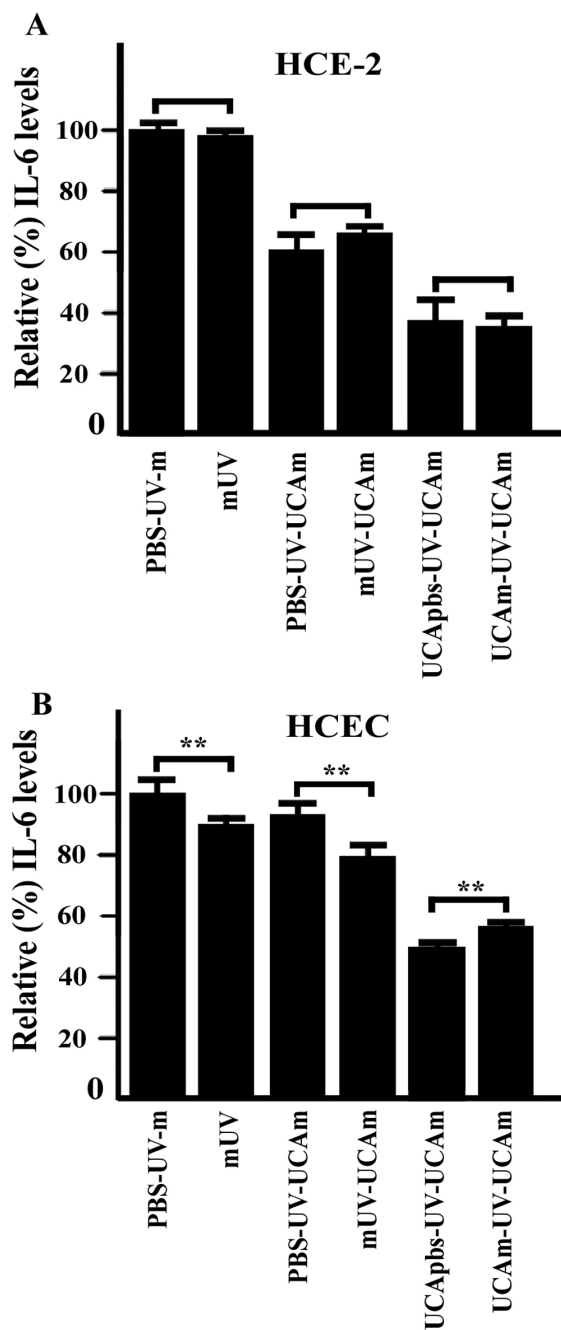 A
HCE-2
Relative (%) IL-6 levels
100
80
60
40
20
0
PBS-UV-m
mUV
PBS-UV-UCAm
mUV-UCAm
UCApbs-UV-UCAm
UCAm-UV-UCAm
B
HCEC
Relative (%) IL-6 levels
**
**
**
100
80
60
40
20
0
PBS-UV-m
mUV
PBS-UV-UCAm
mUV-UCAm
UCApbs-UV-UCAm
UCAm-UV-UCAm